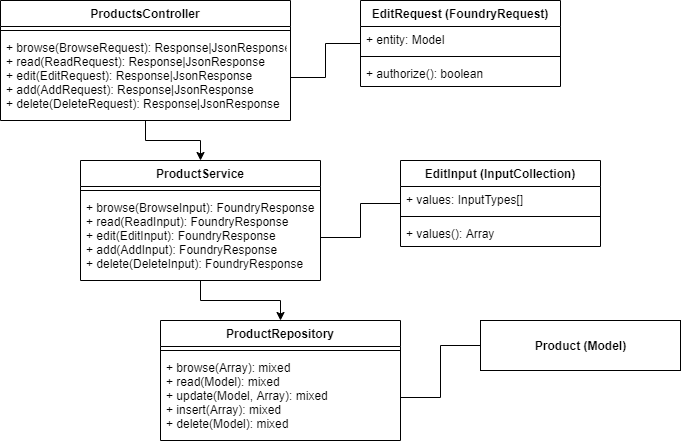 ProductsController
+ browse(BrowseRequest): Response|JsonResponse
+ read(ReadRequest): Response|JsonResponse
+ edit(EditRequest): Response|JsonResponse
+ add(AddRequest): Response|JsonResponse
+ delete(DeleteRequest): Response|JsonResponse
EditRequest (FoundryRequest)
+ entity: Model
+ authorize(): boolean
ProductService
+ browse(BrowseInput): FoundryResponse
+ read(ReadInput): FoundryResponse
+ edit(EditInput): FoundryResponse
+ add(AddInput): FoundryResponse
+ delete(DeleteInput): FoundryResponse
EditInput (InputCollection)
+ values: InputTypes[]
+ values(): Array
ProductRepository
+ browse(Array): mixed
+ read(Model): mixed
+ update(Model, Array): mixed
+ insert(Array): mixed
+ delete(Model): mixed
Product (Model)